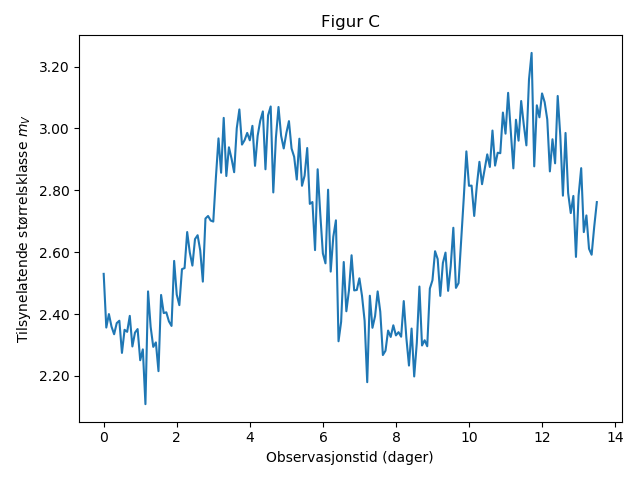 Figur C
Tilsynelatende størrelsklasse m_V
3.20
3.00
2.80
2.60
2.40
2.20
0 2 4 6 8 10 12 14
Observasjonstid (dager)